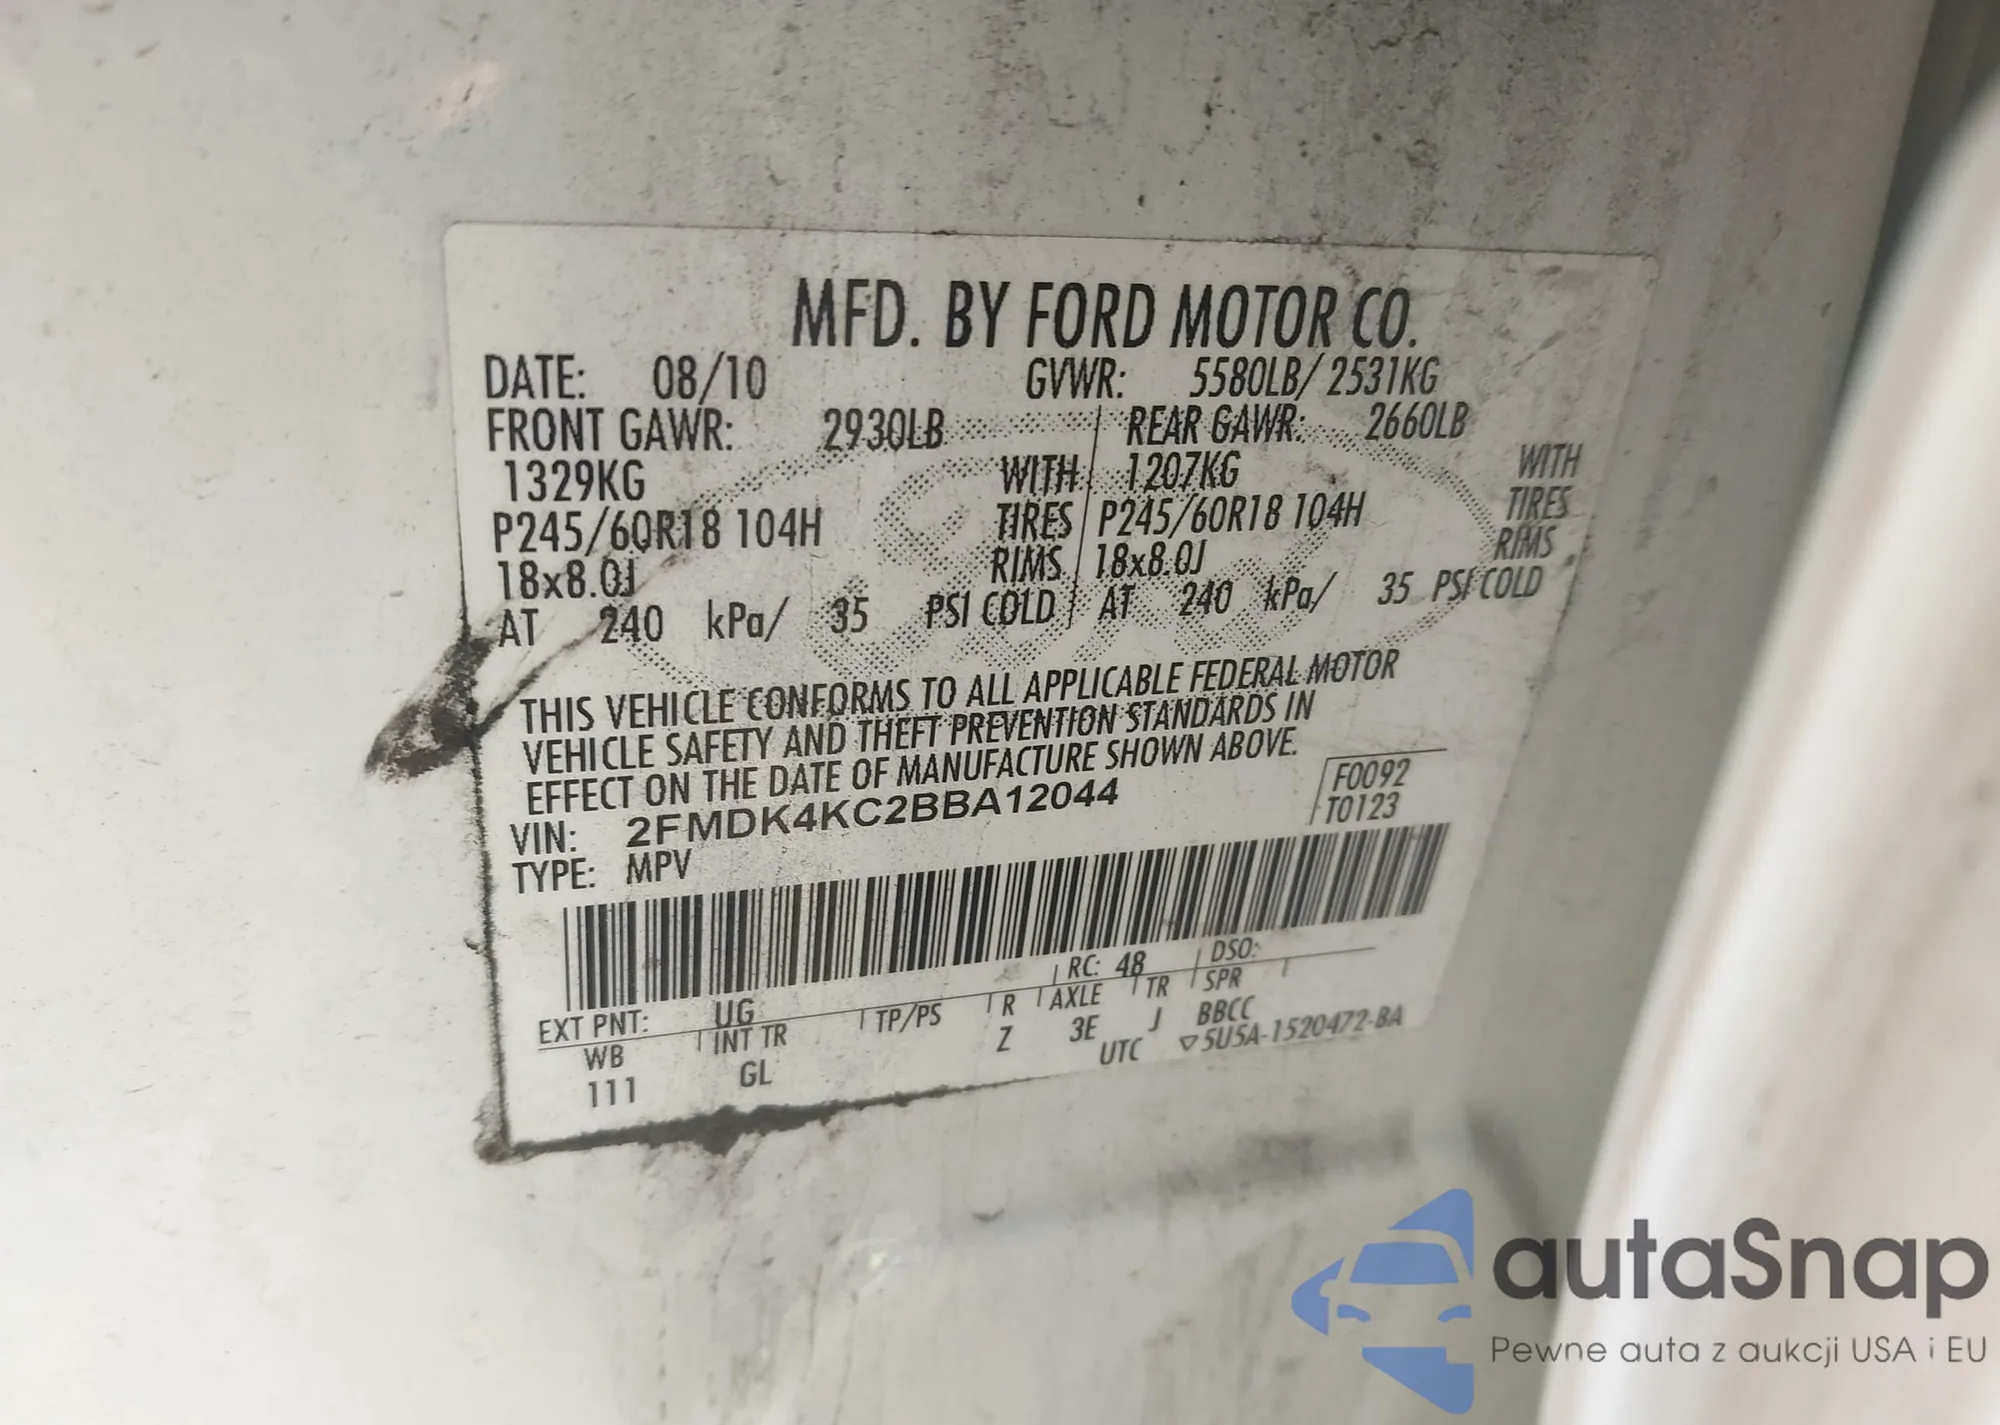 MFD. BY FORD MOTOR CO.
DATE: 08/10 GVWR: 5580LB/ 2531KG
FRONT GAWR: 2930LB REAR GAWR: 2660LB
1329KG WITH 1207KG WITH
P245/60R18 104H TIRES P245/60R18 104H TIRES
18x8.0J RIMS 18x8.0J RIMS
AT 240 kPa/ 35 PSI COLD AT 240 kPa/ 35 PSI COLD
THIS VEHICLE CONFORMS TO ALL APPLICABLE FEDERAL MOTOR
VEHICLE SAFETY AND THEFT PREVENTION STANDARDS IN
EFFECT ON THE DATE OF MANUFACTURE SHOWN ABOVE.
VIN: 2FMDK4KC2BBA12044 F0092
TYPE: MPV T0123
EXT PNT: UG RC: 48 DSO:
WB INT TR TP/PS R AXLE TR SPR
111 GL Z 3E J BBCC
UTC ▽5U5A-1520472-BA
autaSnap
Pewne auta z aukcji USA i EU